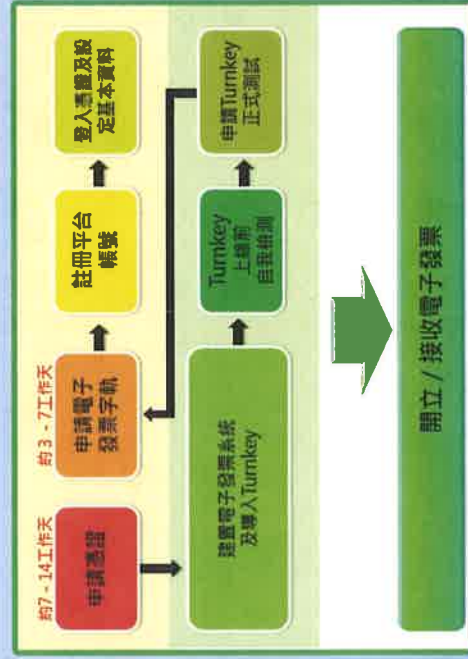 約7 - 14工作天
約 3 - 7工作天
申請憑證
申請電子
發票字軌
註冊平台
帳號
登入憑證及設
定基本資料
建置電子發票系統
及導入Turnkey
Turnkey
上線前
自我檢測
申請Turnkey
正式測試
開立 / 接收電子發票